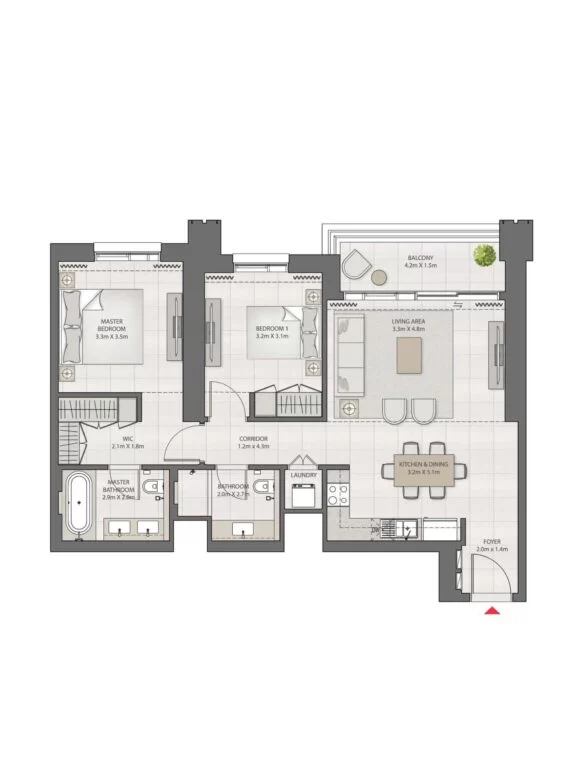 BALCONY
4.2m X 1.5m
MASTER
BEDROOM
3.3m X 3.5m
BEDROOM 1
3.2m X 3.1m
LIVING AREA
3.3m X 4.8m
WIC
2.1m X 1.8m
CORRIDOR
1.2m x 4.3m
KITCHEN & DINING
3.2m X 5.1m
LAUNDRY
MASTER
BATHROOM
2.9m X 2.0m
BATHROOM
2.0m X 2.7m
FOYER
2.0m x 1.4m